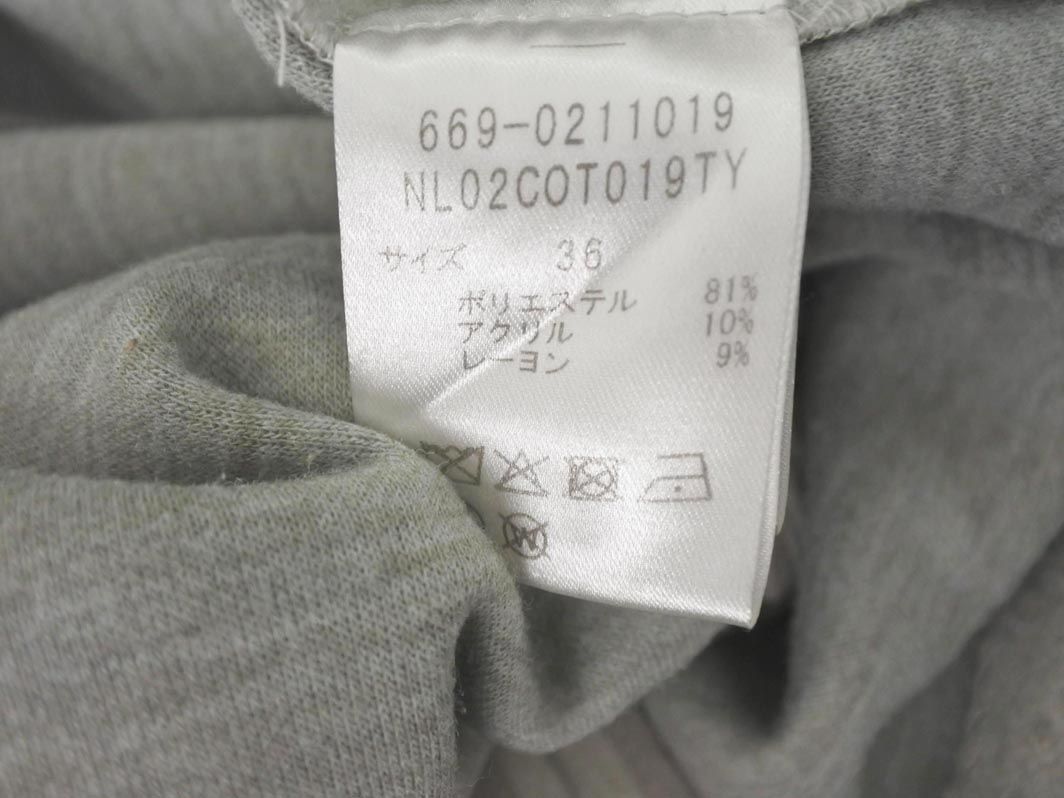 669-0211019
NL02COT019TY
サイズ 36
ポリエステル 81%
アクリル 10%
レーヨン 9%
W